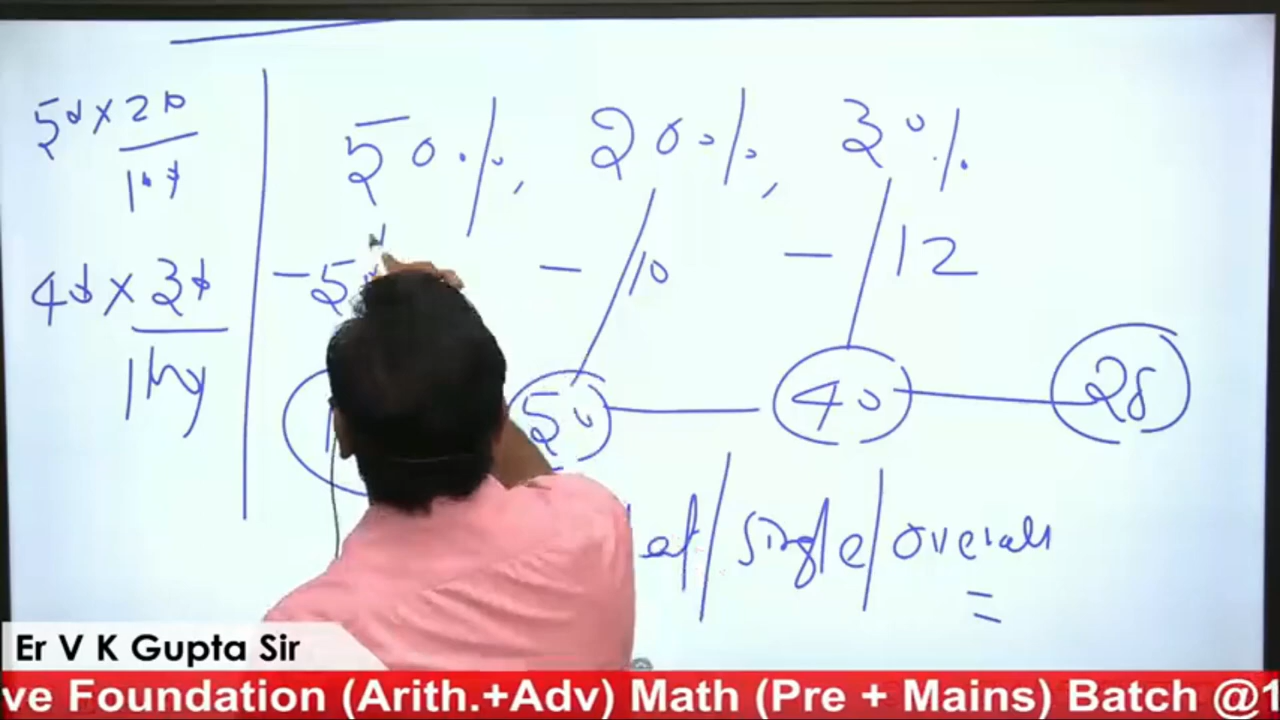 50%, 20%, 30%
50 × 20
100
- 50 - 10 - 12
40 × 30
100
50 40 28
single / overall
=
Er V K Gupta Sir
ve Foundation (Arith.+Adv) Math (Pre + Mains) Batch @1